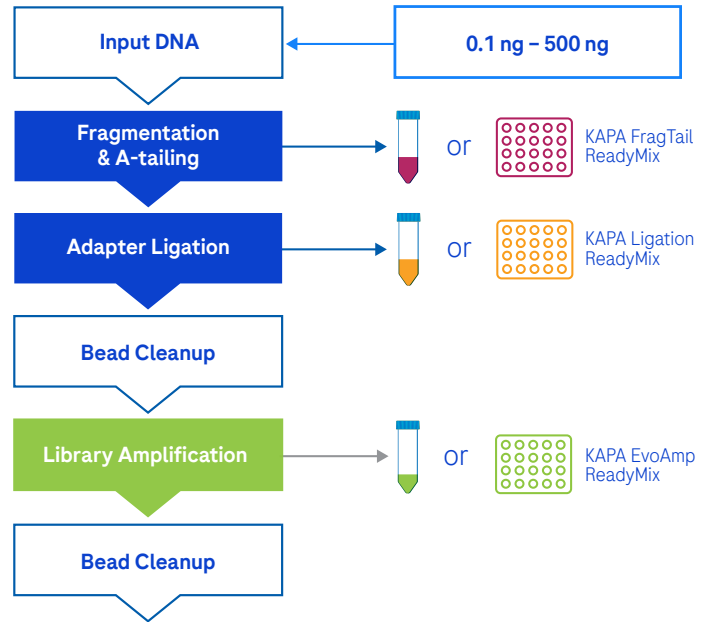 Input DNA
0.1 ng – 500 ng
Fragmentation
& A-tailing
or
KAPA FragTail
ReadyMix
Adapter Ligation
or
KAPA Ligation
ReadyMix
Bead Cleanup
Library Amplification
or
KAPA EvoAmp
ReadyMix
Bead Cleanup